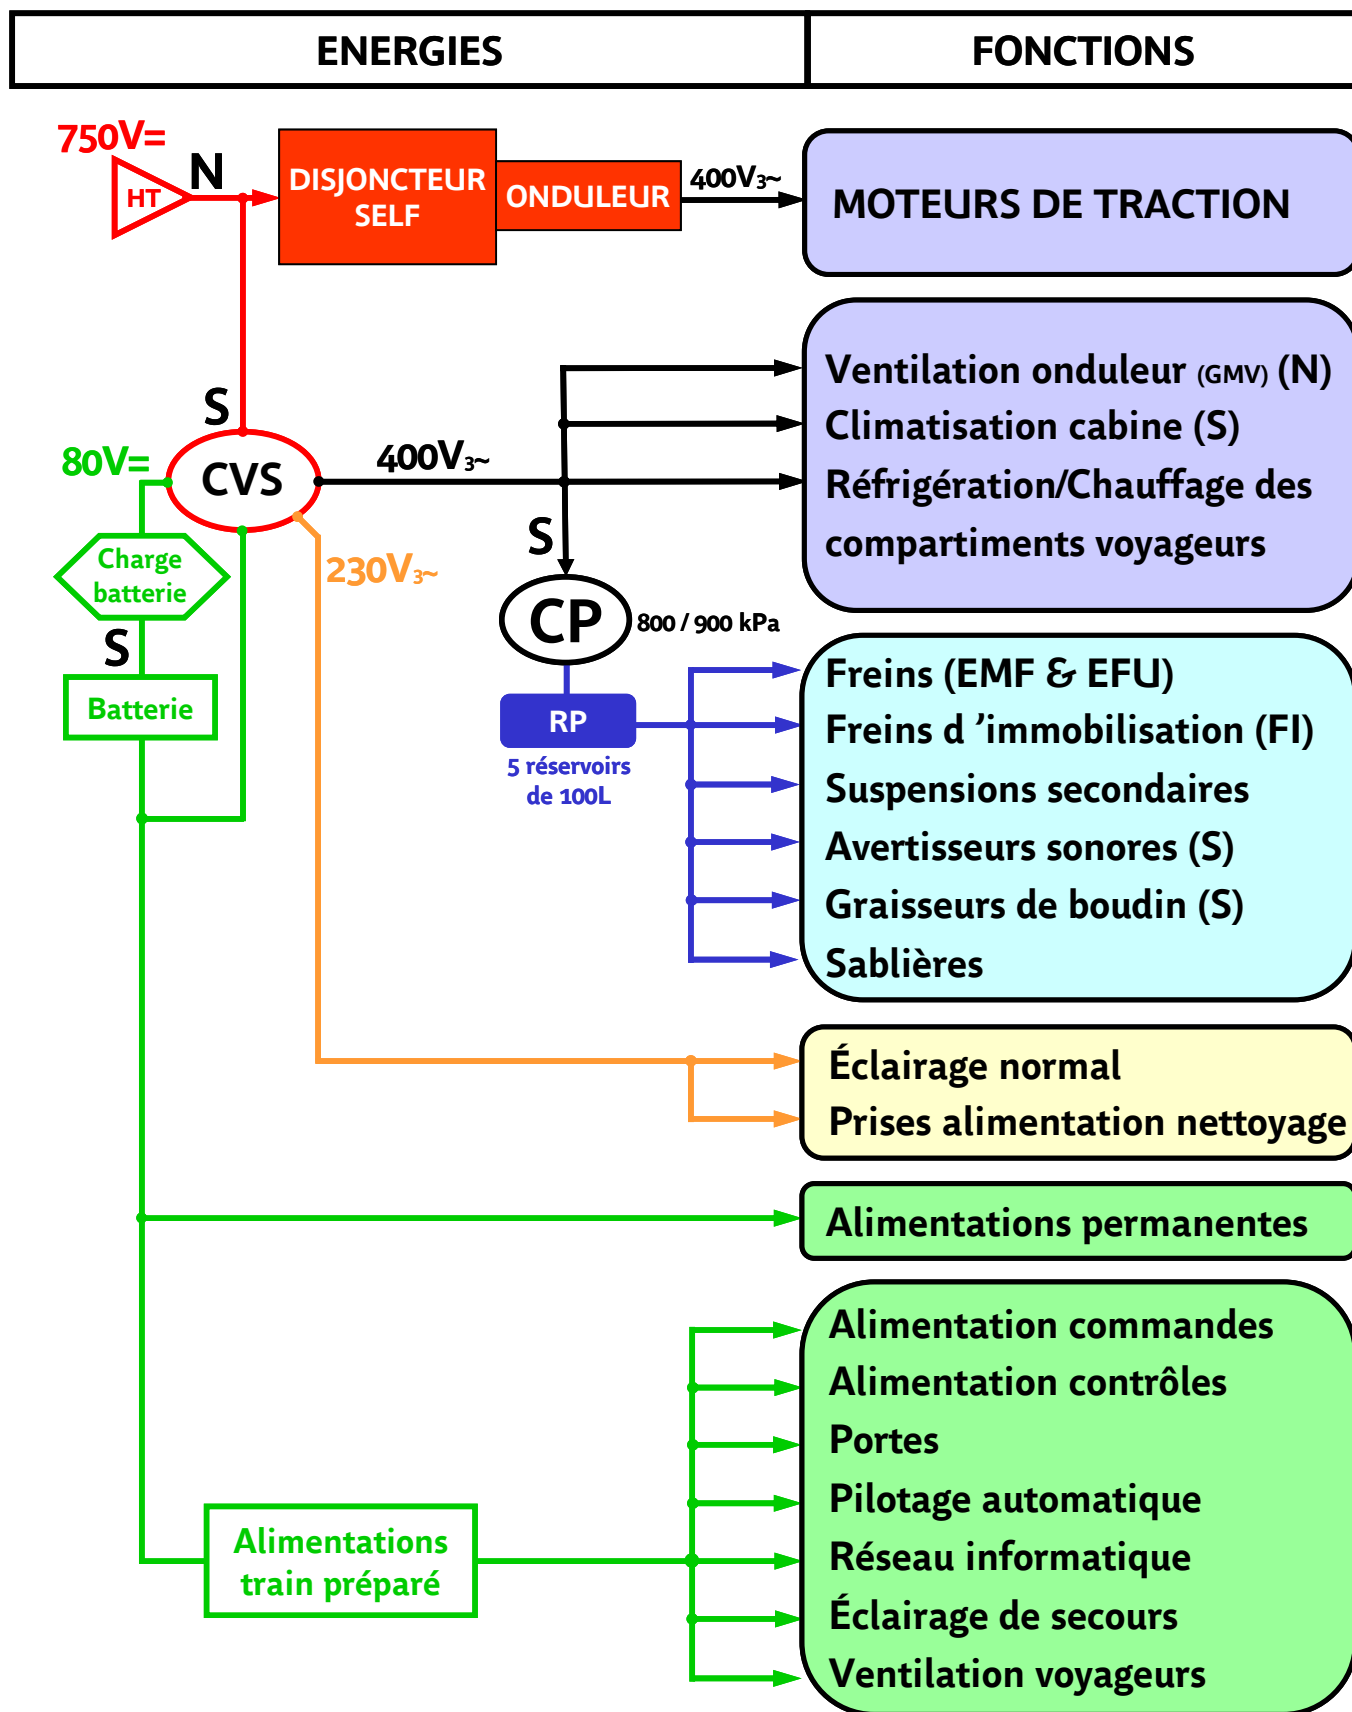 ENERGIES
FONCTIONS
750V=
HT
N
DISJONCTEUR
SELF
ONDULEUR
400V3~
MOTEURS DE TRACTION
S
80V=
CVS
400V3~
Ventilation onduleur (GMV) (N)
Climatisation cabine (S)
Réfrigération/Chauffage des
compartiments voyageurs
Charge
batterie
230V3~
S
CP
800 / 900 kPa
S
Batterie
RP
5 réservoirs
de 100L
Freins (EMF & EFU)
Freins d ’immobilisation (FI)
Suspensions secondaires
Avertisseurs sonores (S)
Graisseurs de boudin (S)
Sablières
Éclairage normal
Prises alimentation nettoyage
Alimentations permanentes
Alimentations
train préparé
Alimentation commandes
Alimentation contrôles
Portes
Pilotage automatique
Réseau informatique
Éclairage de secours
Ventilation voyageurs